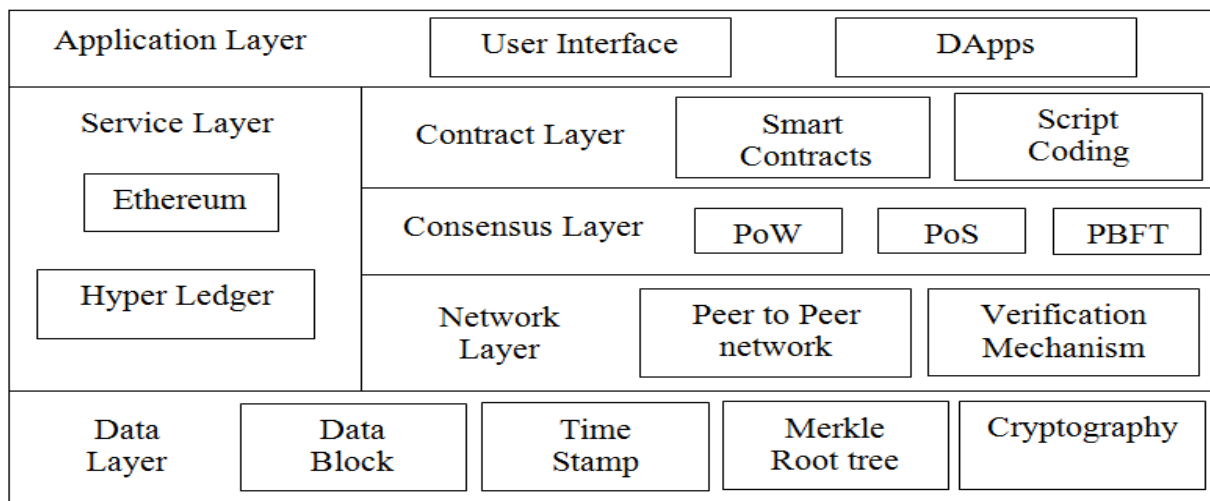 Application Layer
User Interface
DApps
Service Layer
Ethereum
Hyper Ledger
Contract Layer
Smart
Contracts
Script
Coding
Consensus Layer
PoW
PoS
PBFT
Network
Layer
Peer to Peer
network
Verification
Mechanism
Data
Layer
Data
Block
Time
Stamp
Merkle
Root tree
Cryptography